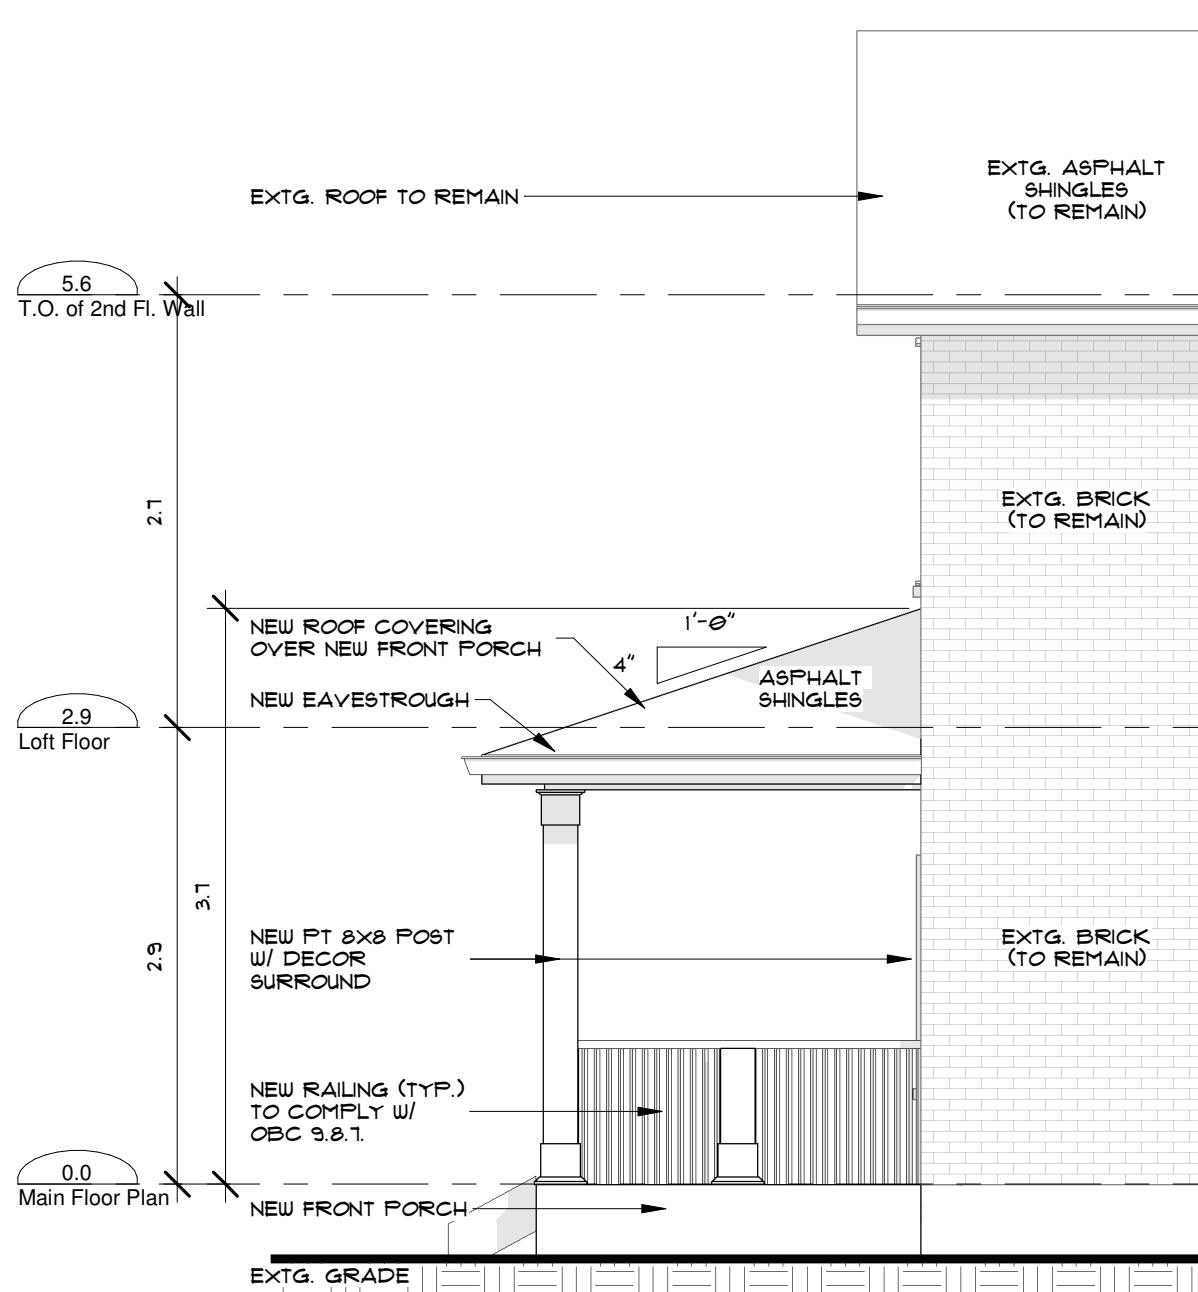 EXTG. ASPHALT
SHINGLES
(TO REMAIN)
EXTG. ROOF TO REMAIN
5.6
T.O. of 2nd Fl. Wall
2.7
EXTG. BRICK
(TO REMAIN)
NEW ROOF COVERING
OVER NEW FRONT PORCH
1'-0"
4"
ASPHALT
SHINGLES
NEW EAVESTROUGH
2.9
Loft Floor
3.7
2.9
NEW PT 8X8 POST
W/ DECOR
SURROUND
EXTG. BRICK
(TO REMAIN)
NEW RAILING (TYP.)
TO COMPLY W/
OBC 9.8.7.
0.0
Main Floor Plan
NEW FRONT PORCH
EXTG. GRADE